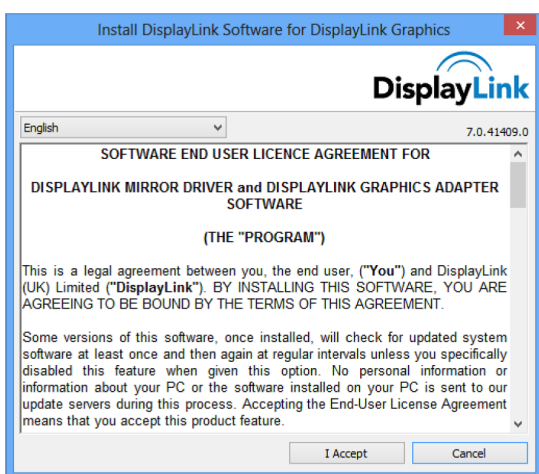 Install DisplayLink Software for DisplayLink Graphics
DisplayLink
English
7.0.41409.0
SOFTWARE END USER LICENCE AGREEMENT FOR
DISPLAYLINK MIRROR DRIVER and DISPLAYLINK GRAPHICS ADAPTER
SOFTWARE
(THE "PROGRAM")
This is a legal agreement between you, the end user, ("You") and DisplayLink
(UK) Limited ("DisplayLink"). BY INSTALLING THIS SOFTWARE, YOU ARE
AGREEING TO BE BOUND BY THE TERMS OF THIS AGREEMENT.
Some versions of this software, once installed, will check for updated system
software at least once and then again at regular intervals unless you specifically
disabled this feature when given this option. No personal information or
information about your PC or the software installed on your PC is sent to our
update servers during this process. Accepting the End-User License Agreement
means that you accept this product feature.
I Accept
Cancel